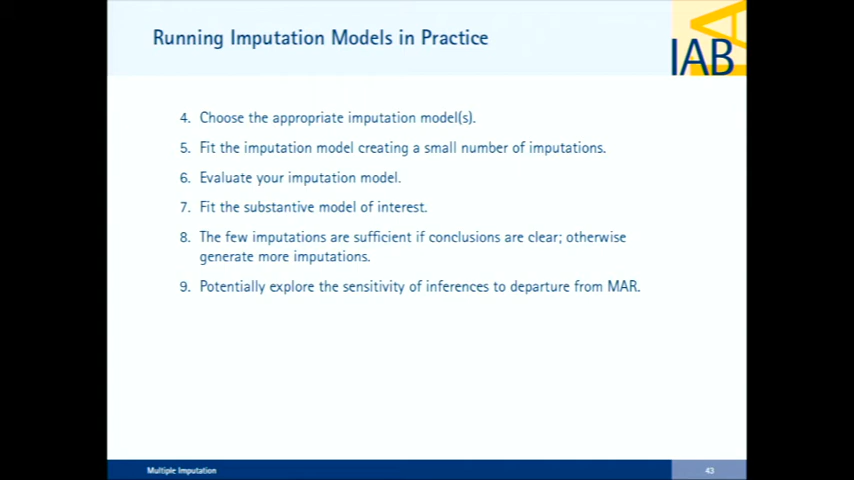 Running Imputation Models in Practice
IAB
4. Choose the appropriate imputation model(s).
5. Fit the imputation model creating a small number of imputations.
6. Evaluate your imputation model.
7. Fit the substantive model of interest.
8. The few imputations are sufficient if conclusions are clear; otherwise
generate more imputations.
9. Potentially explore the sensitivity of inferences to departure from MAR.
Multiple Imputation
43